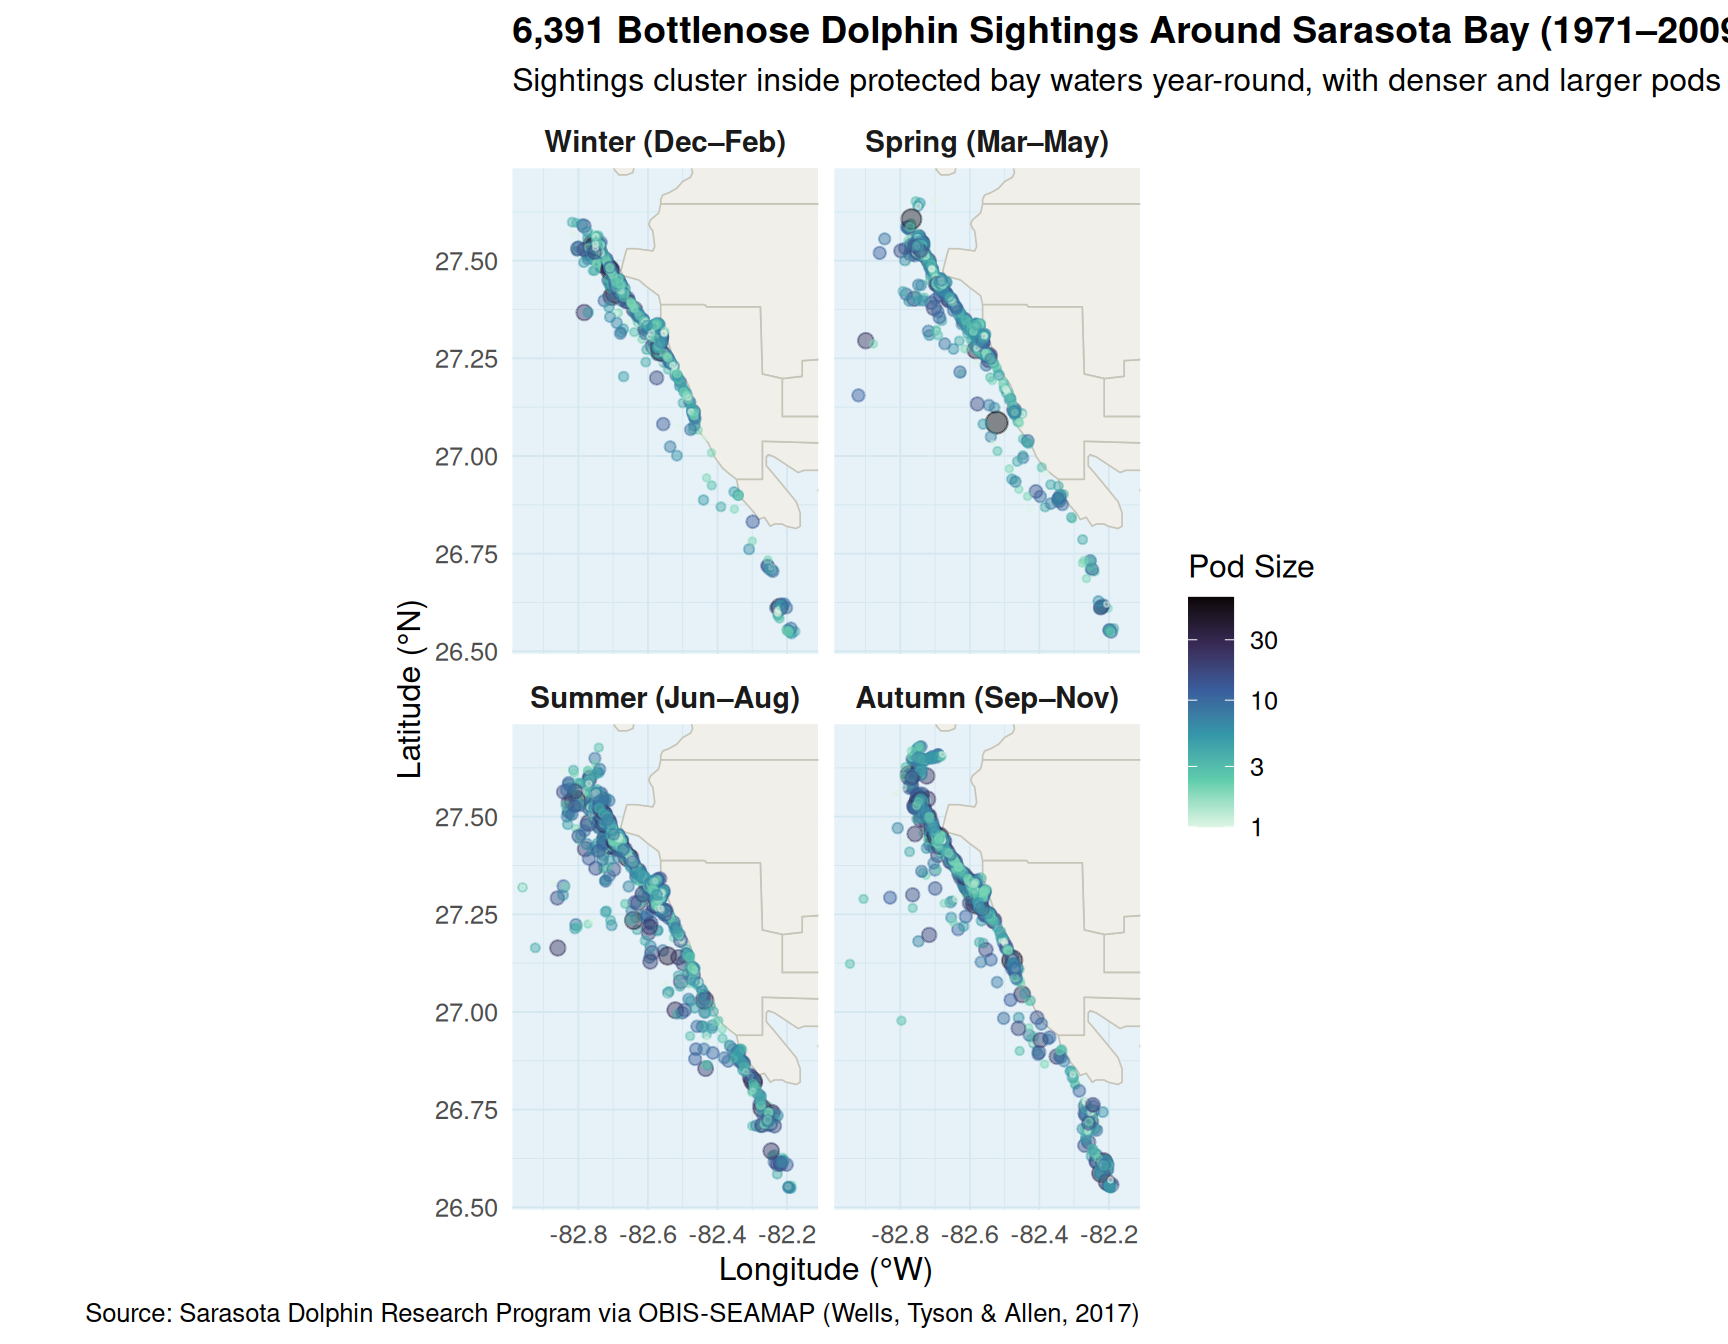 6,391 Bottlenose Dolphin Sightings Around Sarasota Bay (1971–2009
Sightings cluster inside protected bay waters year-round, with denser and larger pods
Winter (Dec–Feb)
Spring (Mar–May)
27.50
27.25
27.00
26.75
26.50
Summer (Jun–Aug)
Autumn (Sep–Nov)
27.50
27.25
27.00
26.75
26.50
-82.8 -82.6 -82.4 -82.2
-82.8 -82.6 -82.4 -82.2
Latitude (°N)
Longitude (°W)
Pod Size
30
10
3
1
Source: Sarasota Dolphin Research Program via OBIS-SEAMAP (Wells, Tyson & Allen, 2017)